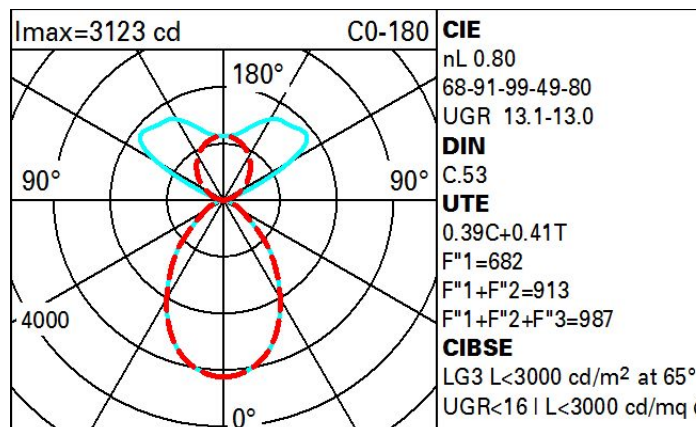 Imax=3123 cd C0-180
180°
90° 90°
4000
0°
CIE
nL 0.80
68-91-99-49-80
UGR 13.1-13.0
DIN
C.53
UTE
0.39C+0.41T
F"1=682
F"1+F"2=913
F"1+F"2+F"3=987
CIBSE
LG3 L<3000 cd/m² at 65°
UGR<16 | L<3000 cd/mq